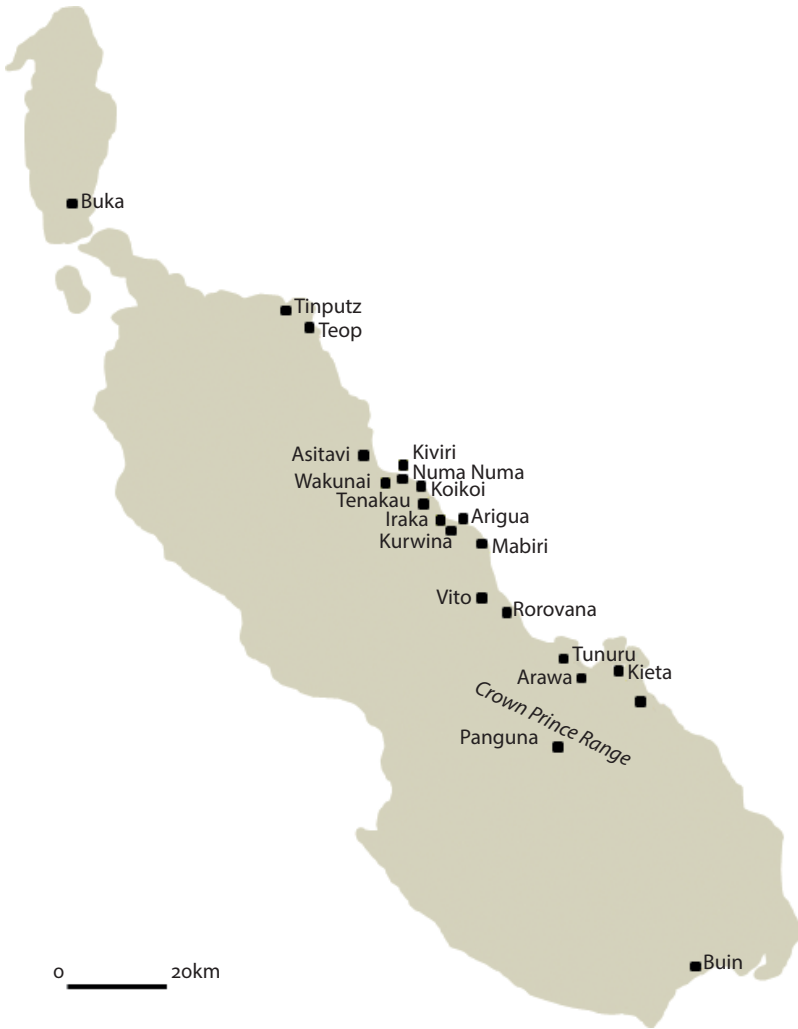 Buka
Tinputz
Teop
Asitavi
Kiviri
Numa Numa
Wakunai
Koikoi
Tenakau
Iraka
Arigua
Kurwina
Mabiri
Vito
Rorovana
Tunuru
Kieta
Arawa
Crown Prince Range
Panguna
Buin
0 20km